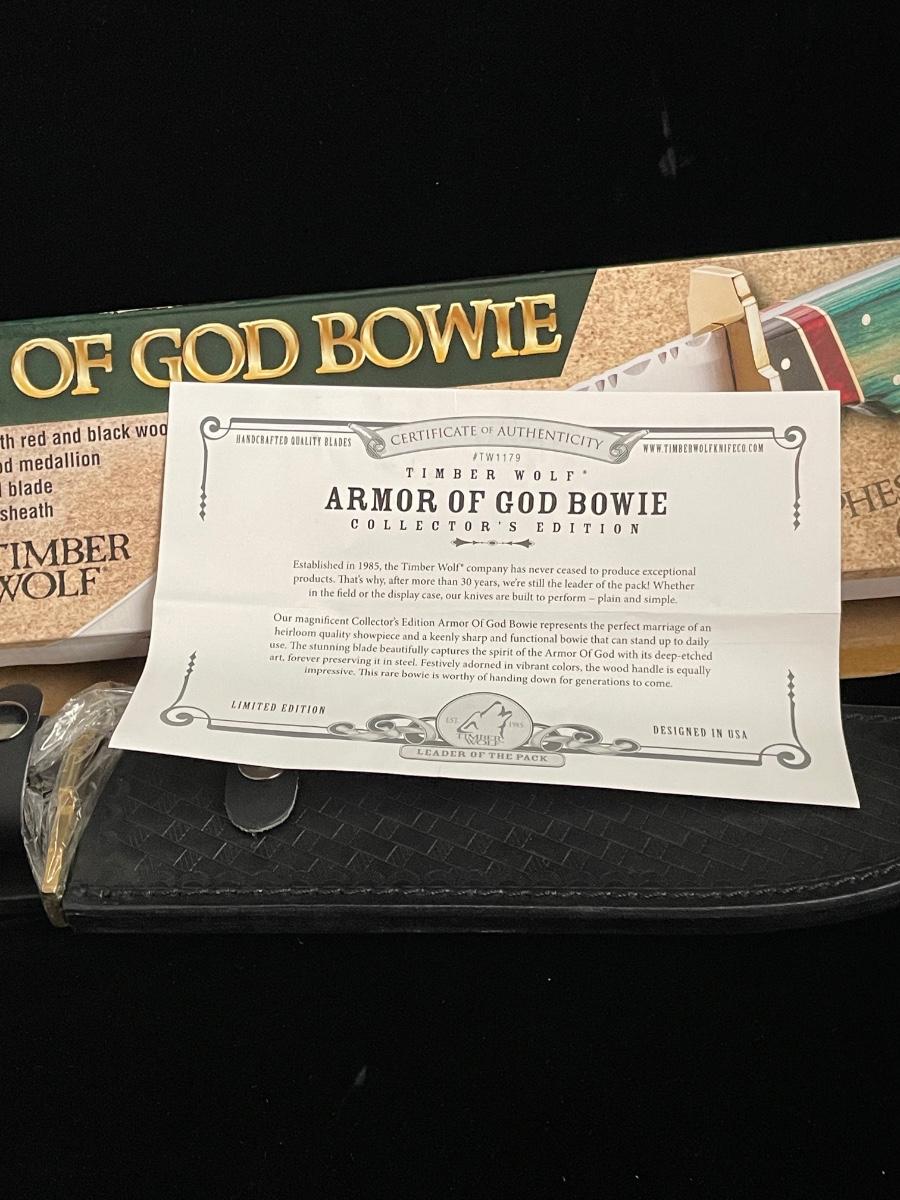 OF GOD BOWIE
th red and black woo
od medallion
blade
sheath
TIMBER
WOLF
HANDCRAFTED QUALITY BLADES
CERTIFICATE OF AUTHENTICITY
WWW.TIMBERWOLFKNIFECO.COM
#TW1179
TIMBER WOLF®
ARMOR OF GOD BOWIE
COLLECTOR'S EDITION
Established in 1985, the Timber Wolf® company has never ceased to produce exceptional
products. That's why, after more than 30 years, we're still the leader of the pack! Whether
in the field or the display case, our knives are built to perform – plain and simple.
Our magnificent Collector's Edition Armor Of God Bowie represents the perfect marriage of an
heirloom quality showpiece and a keenly sharp and functional bowie that can stand up to daily
use. The stunning blade beautifully captures the spirit of the Armor Of God with its deep-etched
art, forever preserving it in steel. Festively adorned in vibrant colors, the wood handle is equally
impressive. This rare bowie is worthy of handing down for generations to come.
LIMITED EDITION
EST. 1985
TIMBER
WOLF
DESIGNED IN USA
LEADER OF THE PACK
PHES